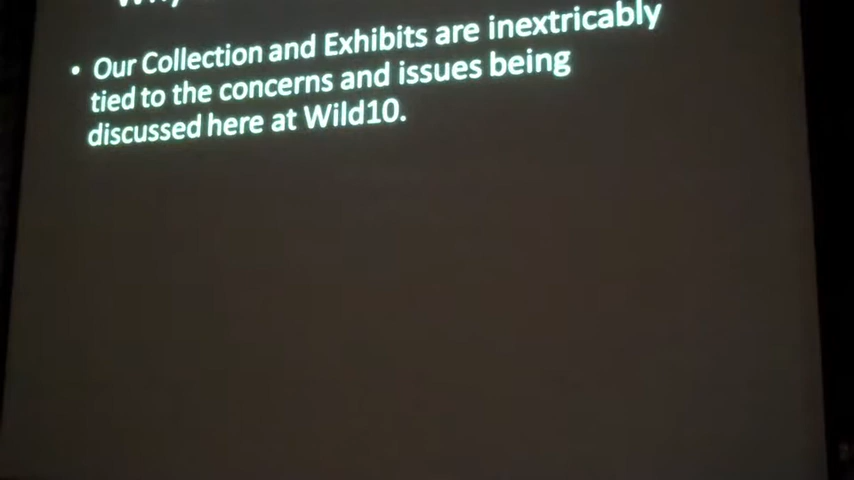 • Our Collection and Exhibits are inextricably
tied to the concerns and issues being
discussed here at Wild10.